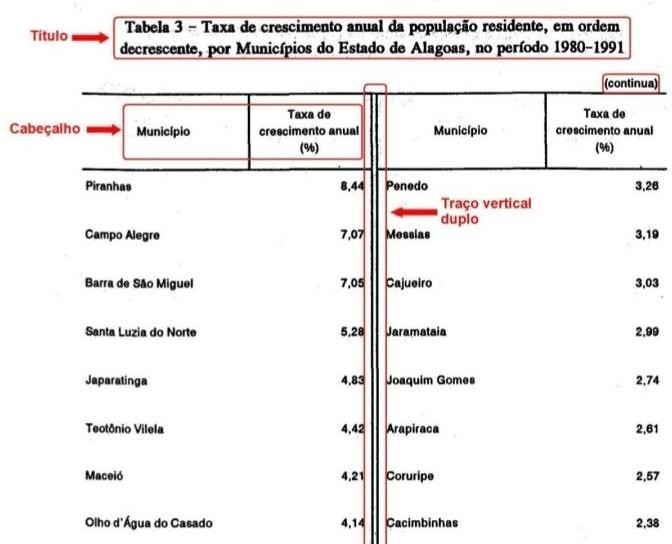 Título
Tabela 3 - Taxa de crescimento anual da população residente, em ordem
decrescente, por Municípios do Estado de Alagoas, no período 1980-1991
(continua)
Cabeçalho
Município
Taxa de
crescimento anual
(%)
Município
Taxa de
crescimento anual
(%)
Piranhas 8,44 Penedo 3,26
Traço vertical
duplo
Campo Alegre 7,07 Messias 3,19
Barra de São Miguel 7,05 Cajueiro 3,03
Santa Luzia do Norte 5,28 Jaramataia 2,99
Japaratinga 4,83 Joaquim Gomes 2,74
Teotônio Vilela 4,42 Arapiraca 2,61
Maceió 4,21 Coruripe 2,57
Olho d'Água do Casado 4,14 Cacimbinhas 2,38